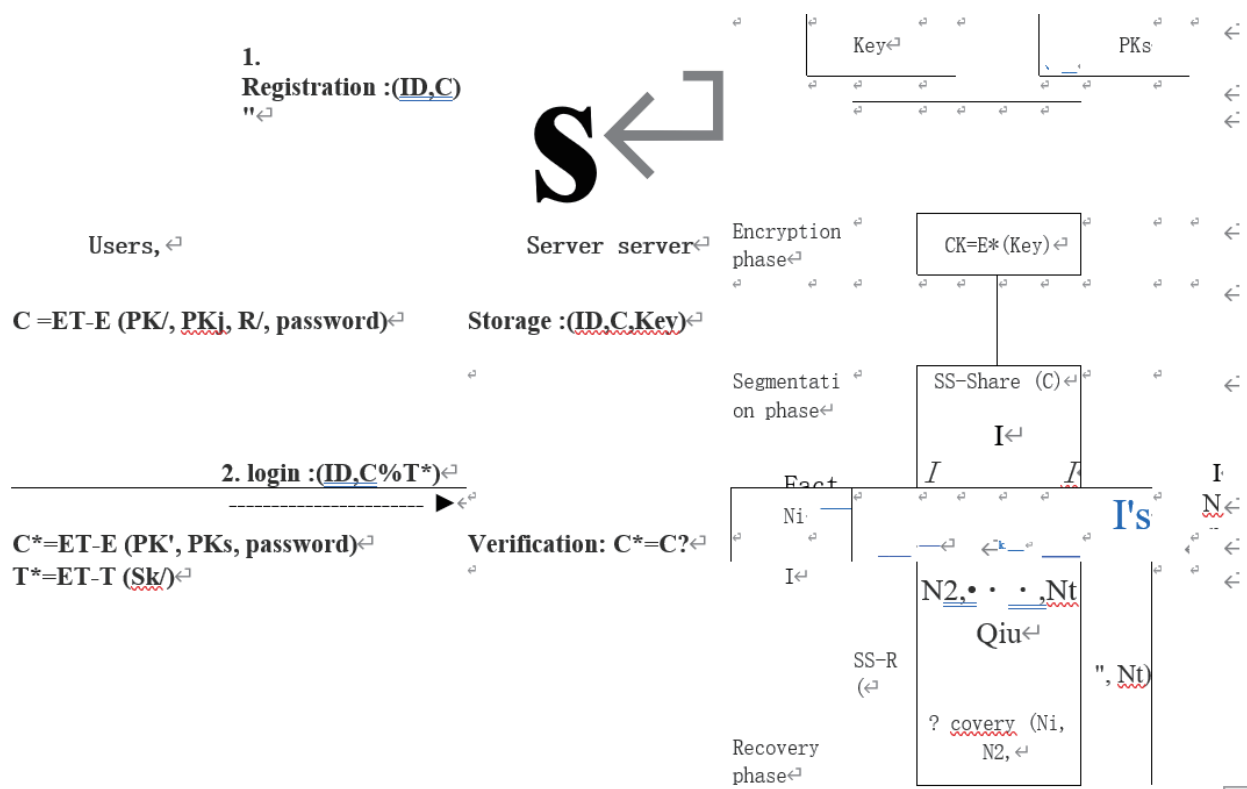 1.
Registration :(ID,C)
"
S
Users,
Server server
C =ET-E (PK/, PKj, R/, password)
Storage :(ID,C,Key)
2. login :(ID,C%T*)
C*=ET-E (PK', PKs, password)
T*=ET-T (Sk/)
Verification: C*=C?
Key
PKs
Encryption
phase
CK=E*(Key)
Segmentati
on phase
SS-Share (C)
I
I
I
I
Fact
Ni
I's
N
I
N2,• · · ,Nt
Qiu
SS-R
(
", Nt)
? covery (Ni,
N2,
Recovery
phase